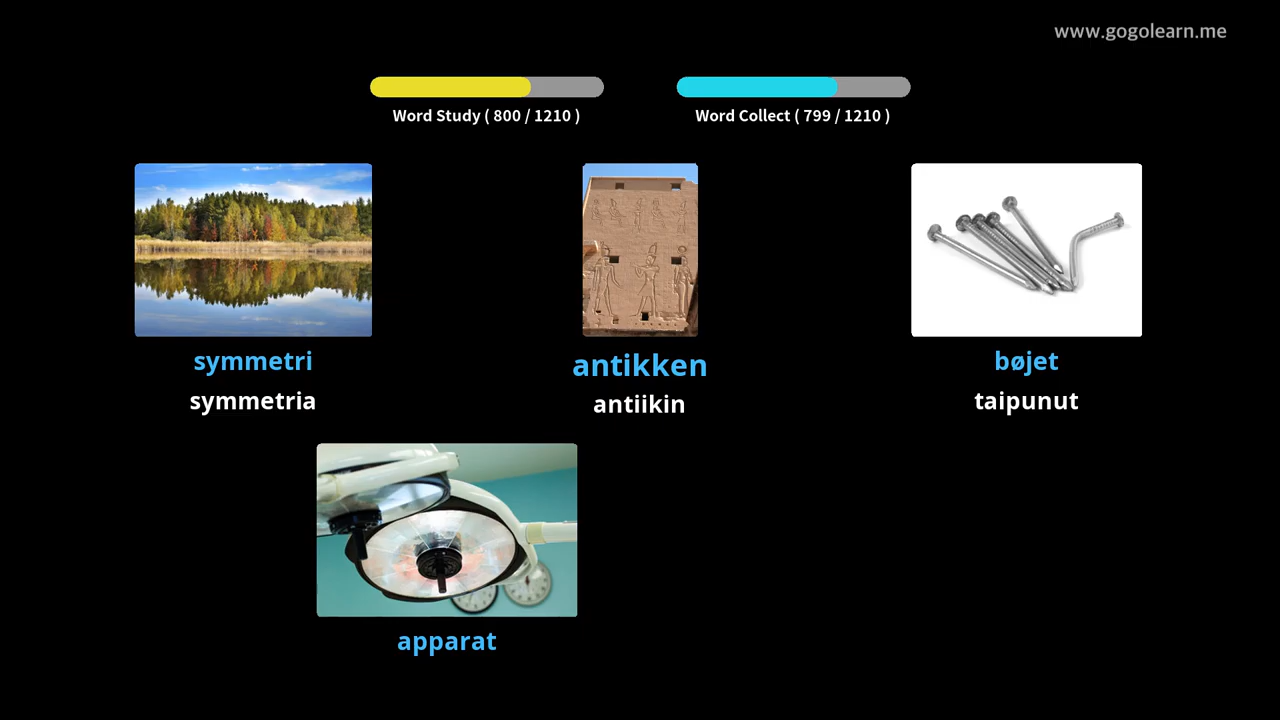 www.gogolearn.me
Word Study ( 800 / 1210 )
Word Collect ( 799 / 1210 )
symmetri
antikken
bøjet
symmetria
antiikin
taipunut
apparat